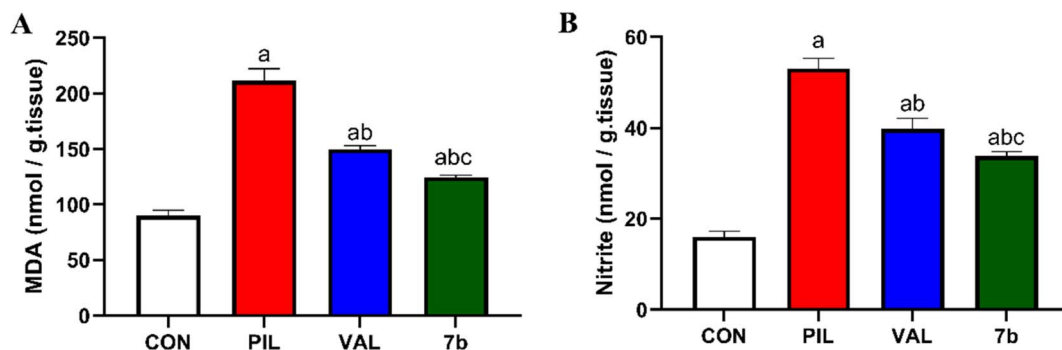 A
MDA (nmol / g.tissue)
250
200
150
100
50
0
a
ab
abc
CON PIL VAL 7b
B
Nitrite (nmol / g.tissue)
60
40
20
0
a
ab
abc
CON PIL VAL 7b